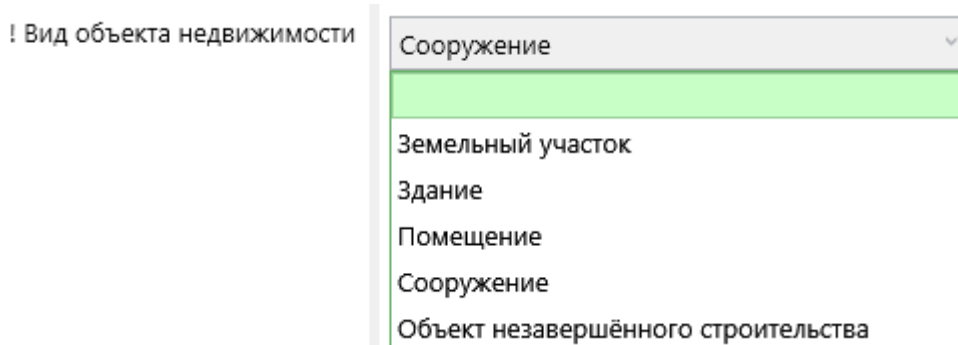 ! Вид объекта недвижимости
Сооружение
Земельный участок
Здание
Помещение
Сооружение
Объект незавершённого строительства